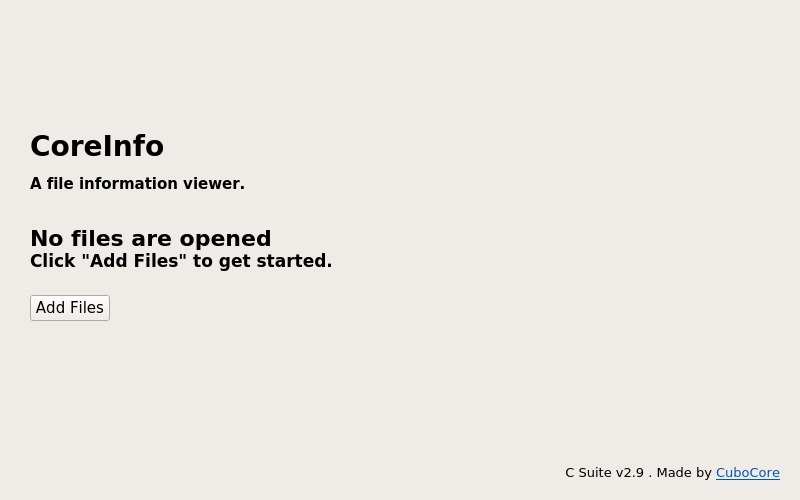 CoreInfo
A file information viewer.
No files are opened
Click "Add Files" to get started.
Add Files
C Suite v2.9 . Made by CuboCore